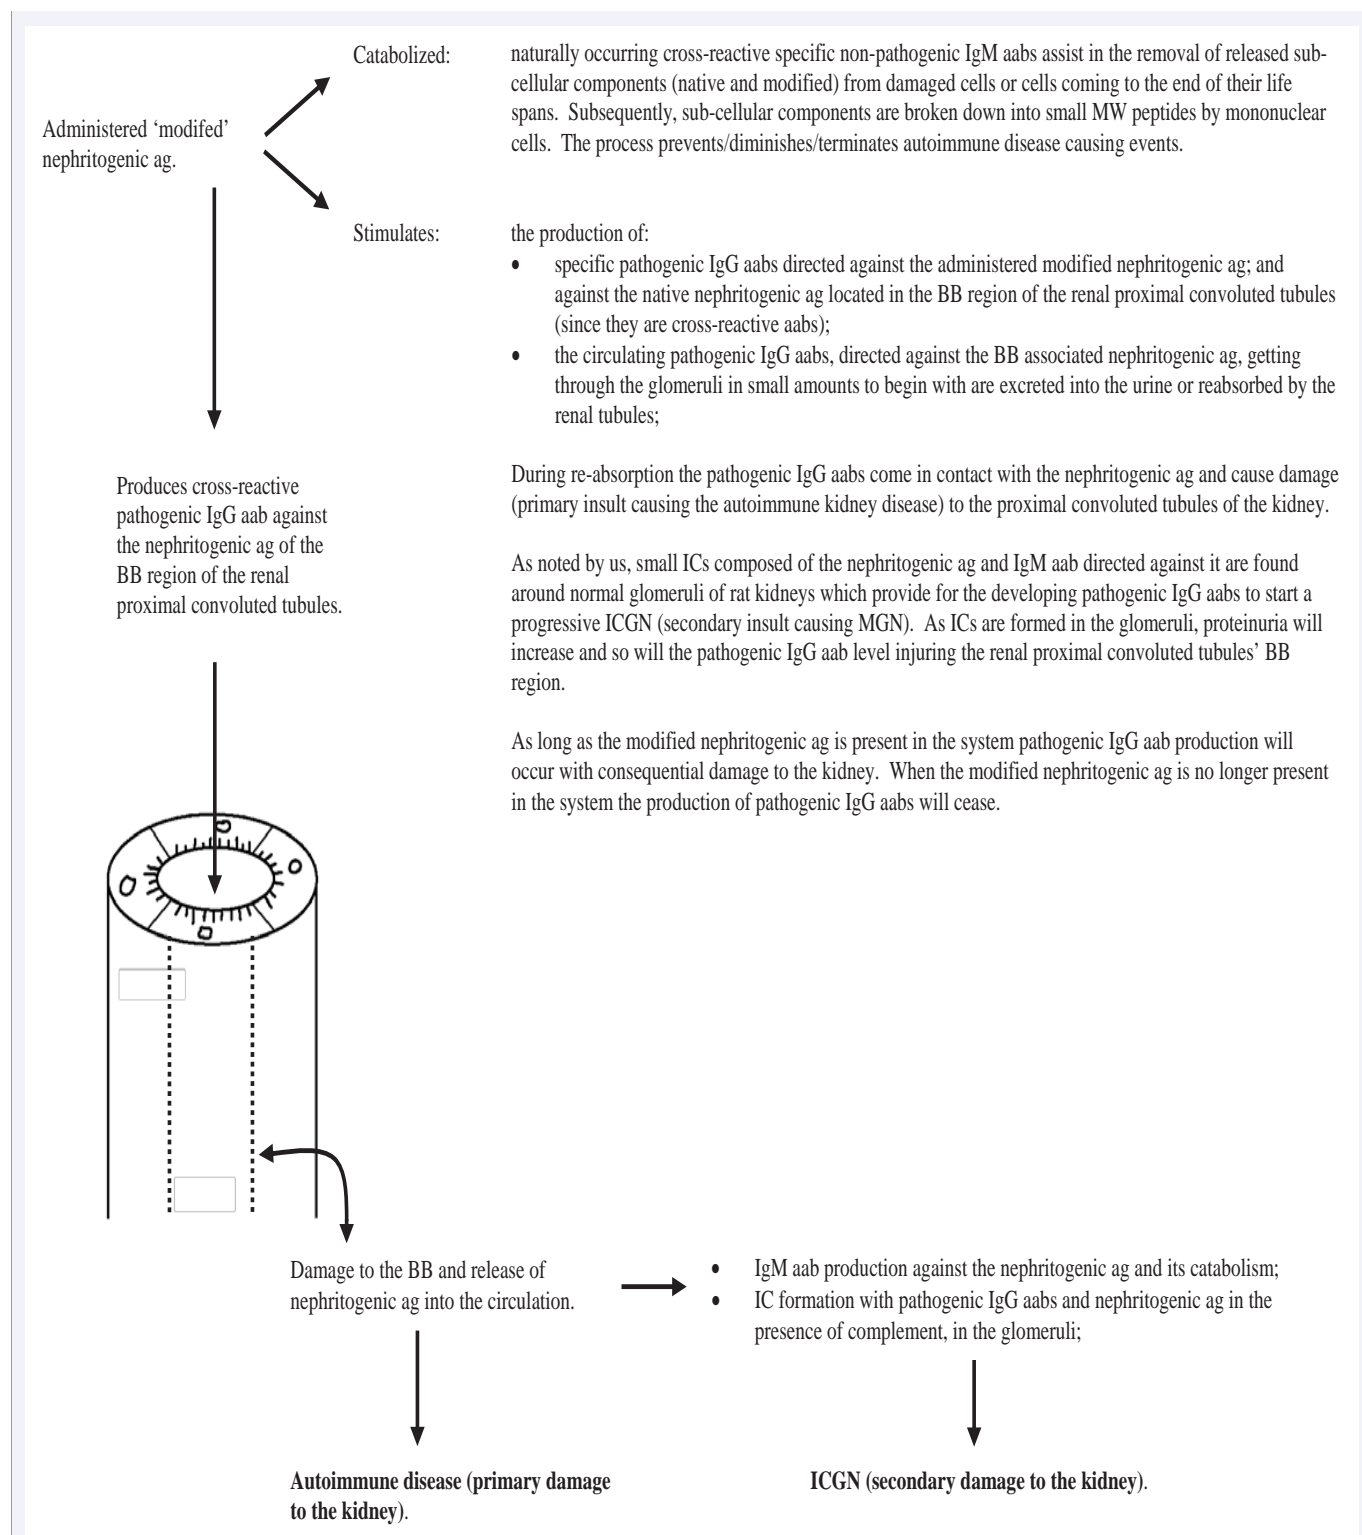 Catabolized:
naturally occurring cross-reactive specific non-pathogenic IgM aabs assist in the removal of released sub-
cellular components (native and modified) from damaged cells or cells coming to the end of their life
spans. Subsequently, sub-cellular components are broken down into small MW peptides by mononuclear
cells. The process prevents/diminishes/terminates autoimmune disease causing events.
Administered ‘modifed’
nephritogenic ag.
Stimulates:
the production of:
• specific pathogenic IgG aabs directed against the administered modified nephritogenic ag; and
against the native nephritogenic ag located in the BB region of the renal proximal convoluted tubules
(since they are cross-reactive aabs);
• the circulating pathogenic IgG aabs, directed against the BB associated nephritogenic ag, getting
through the glomeruli in small amounts to begin with are excreted into the urine or reabsorbed by the
renal tubules;
During re-absorption the pathogenic IgG aabs come in contact with the nephritogenic ag and cause damage
(primary insult causing the autoimmune kidney disease) to the proximal convoluted tubules of the kidney.
As noted by us, small ICs composed of the nephritogenic ag and IgM aab directed against it are found
around normal glomeruli of rat kidneys which provide for the developing pathogenic IgG aabs to start a
progressive ICGN (secondary insult causing MGN). As ICs are formed in the glomeruli, proteinuria will
increase and so will the pathogenic IgG aab level injuring the renal proximal convoluted tubules’ BB
region.
As long as the modified nephritogenic ag is present in the system pathogenic IgG aab production will
occur with consequential damage to the kidney. When the modified nephritogenic ag is no longer present
in the system the production of pathogenic IgG aabs will cease.
Produces cross-reactive
pathogenic IgG aab against
the nephritogenic ag of the
BB region of the renal
proximal convoluted tubules.
Damage to the BB and release of
nephritogenic ag into the circulation.
• IgM aab production against the nephritogenic ag and its catabolism;
• IC formation with pathogenic IgG aabs and nephritogenic ag in the
presence of complement, in the glomeruli;
Autoimmune disease (primary damage
to the kidney).
ICGN (secondary damage to the kidney).